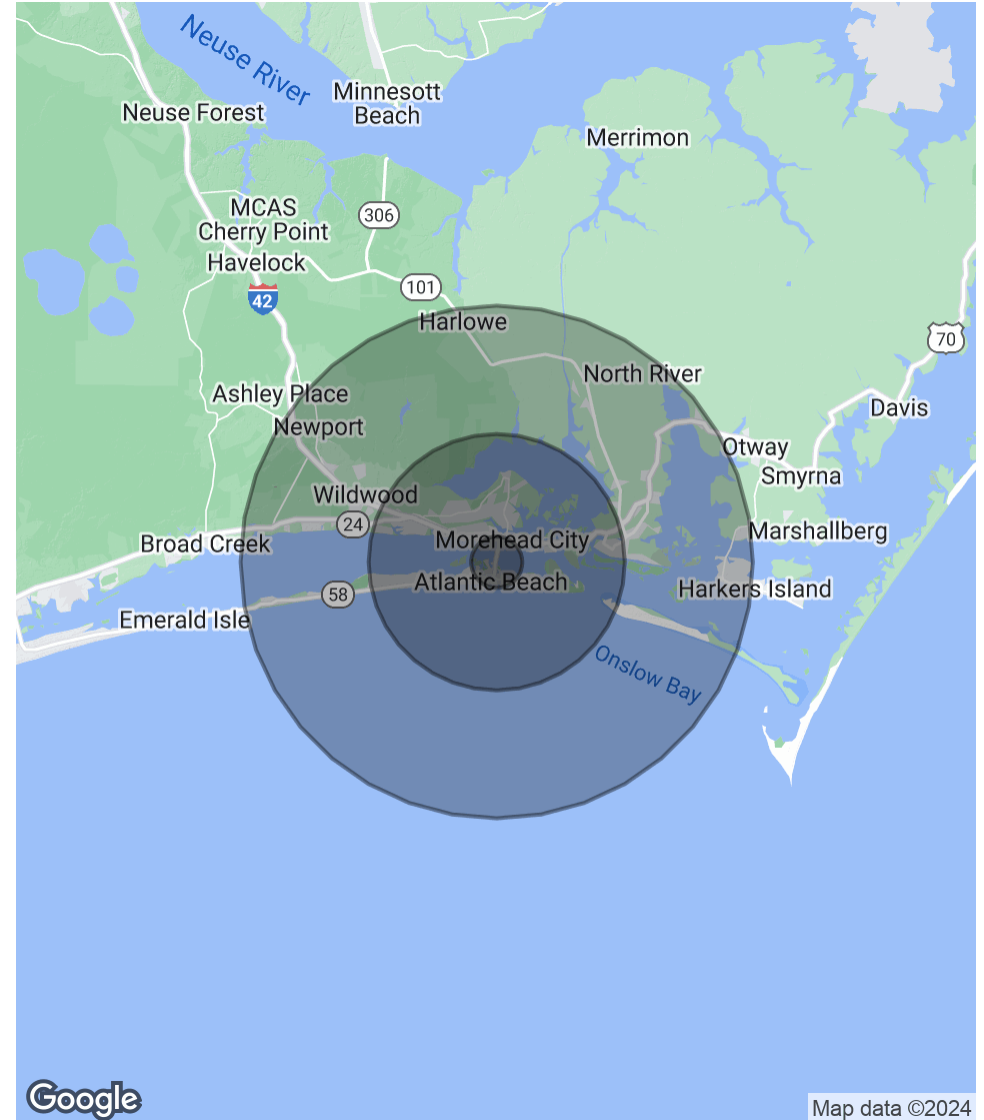 Neuse River
Minnesott
Beach
Neuse Forest
Merrimon
MCAS
Cherry Point
306
Havelock
101
42
Harlowe
70
North River
Ashley Place
Davis
Newport
Otway
Smyrna
Wildwood
24
Marshallberg
Morehead City
Broad Creek
Atlantic Beach
Harkers Island
58
Emerald Isle
Onslow Bay
Google
Map data ©2024